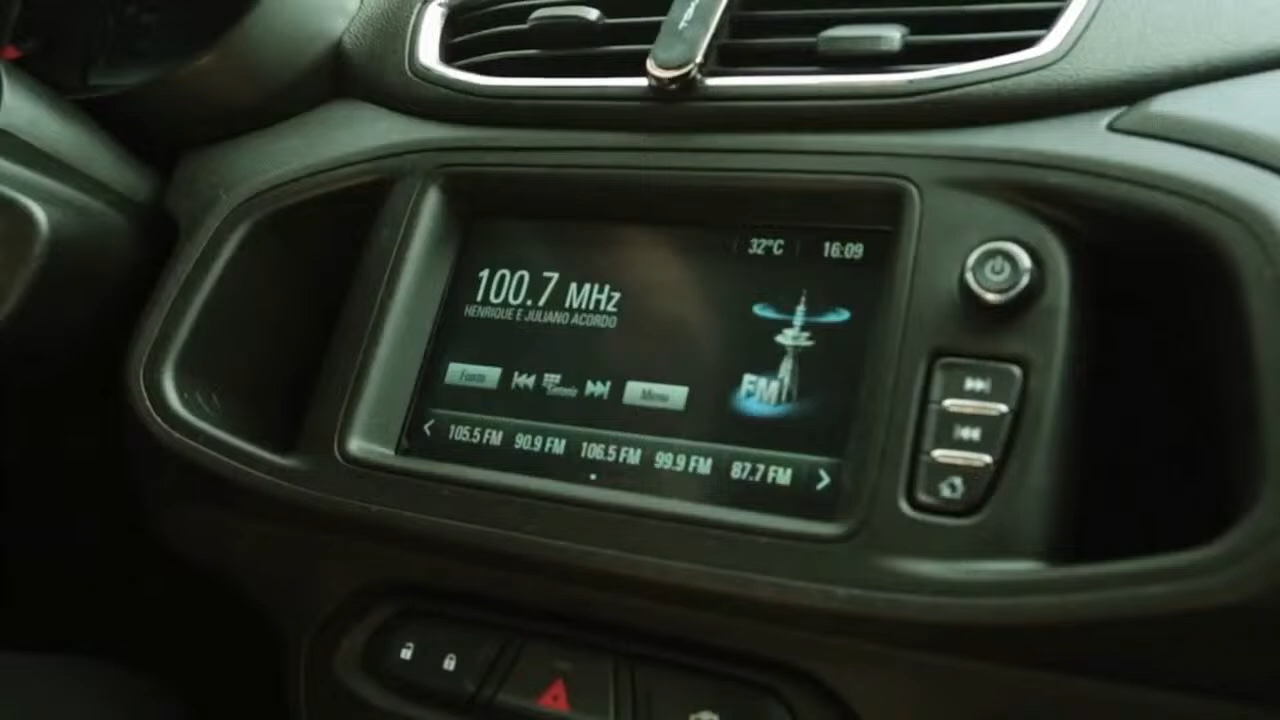 32°C 16:09
100.7 MHz
HENRIQUE E JULIANO ACORDO
FM
Fonte Sintonia Menu
105.5 FM 90.9 FM 106.5 FM 99.9 FM 87.7 FM